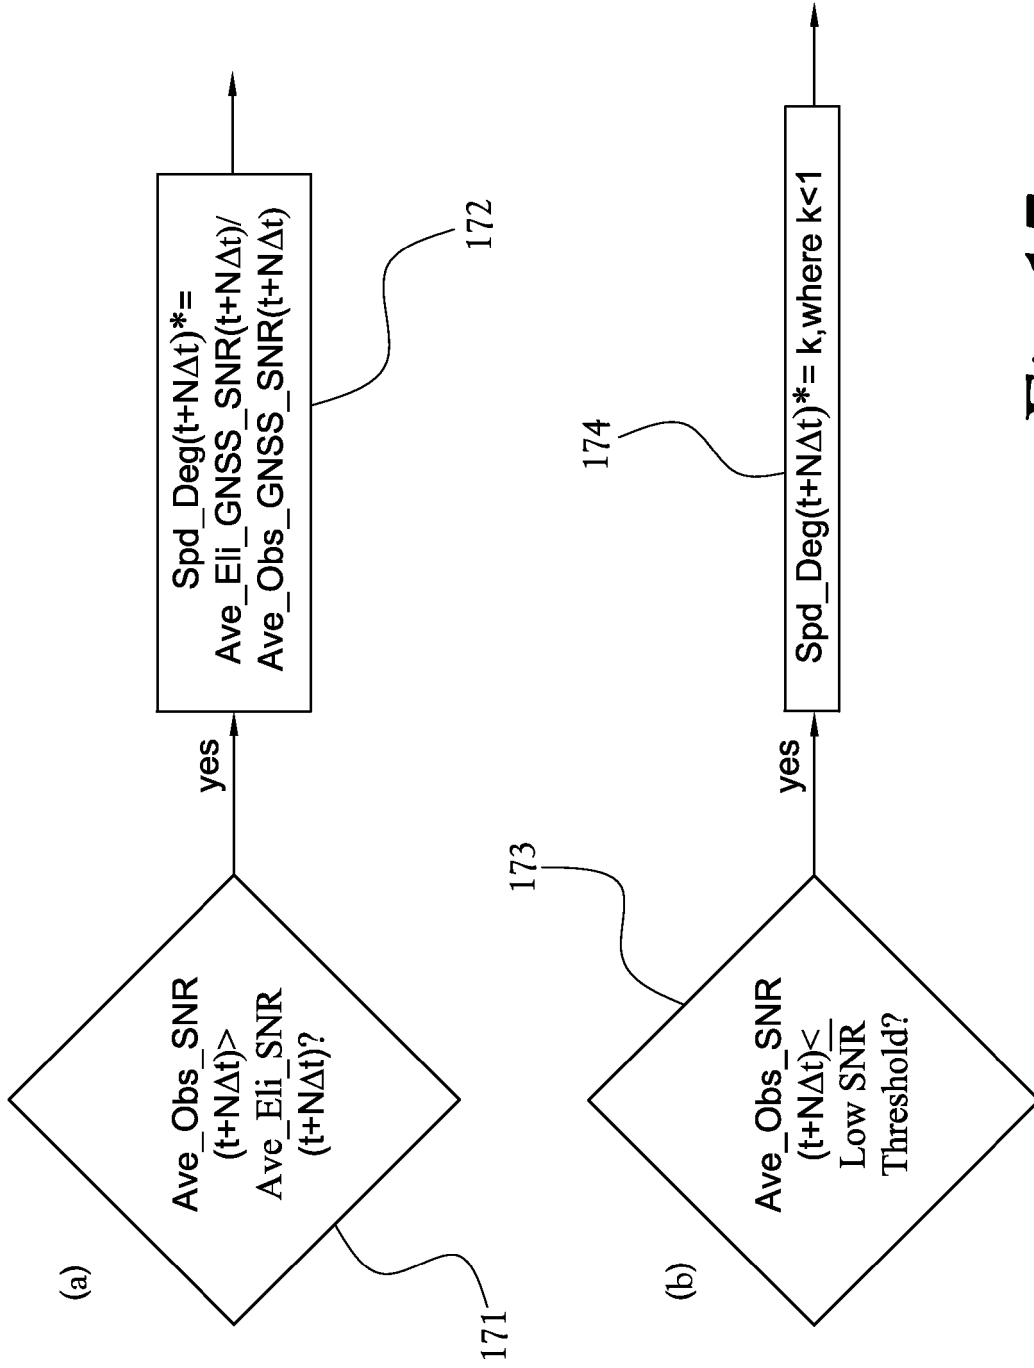 (a)
Ave_Obs_SNR
(t+NΔt)>
Ave_Eli_SNR
(t+NΔt)?
171
yes
Spd_Deg(t+NΔt)*=
Ave_Eli_GNSS_SNR(t+NΔt)/
Ave_Obs_GNSS_SNR(t+NΔt)
172
(b)
Ave_Obs_SNR
(t+NΔt)<
Low SNR
Threshold?
173
yes
Spd_Deg(t+NΔt)*= k,where k<1
174